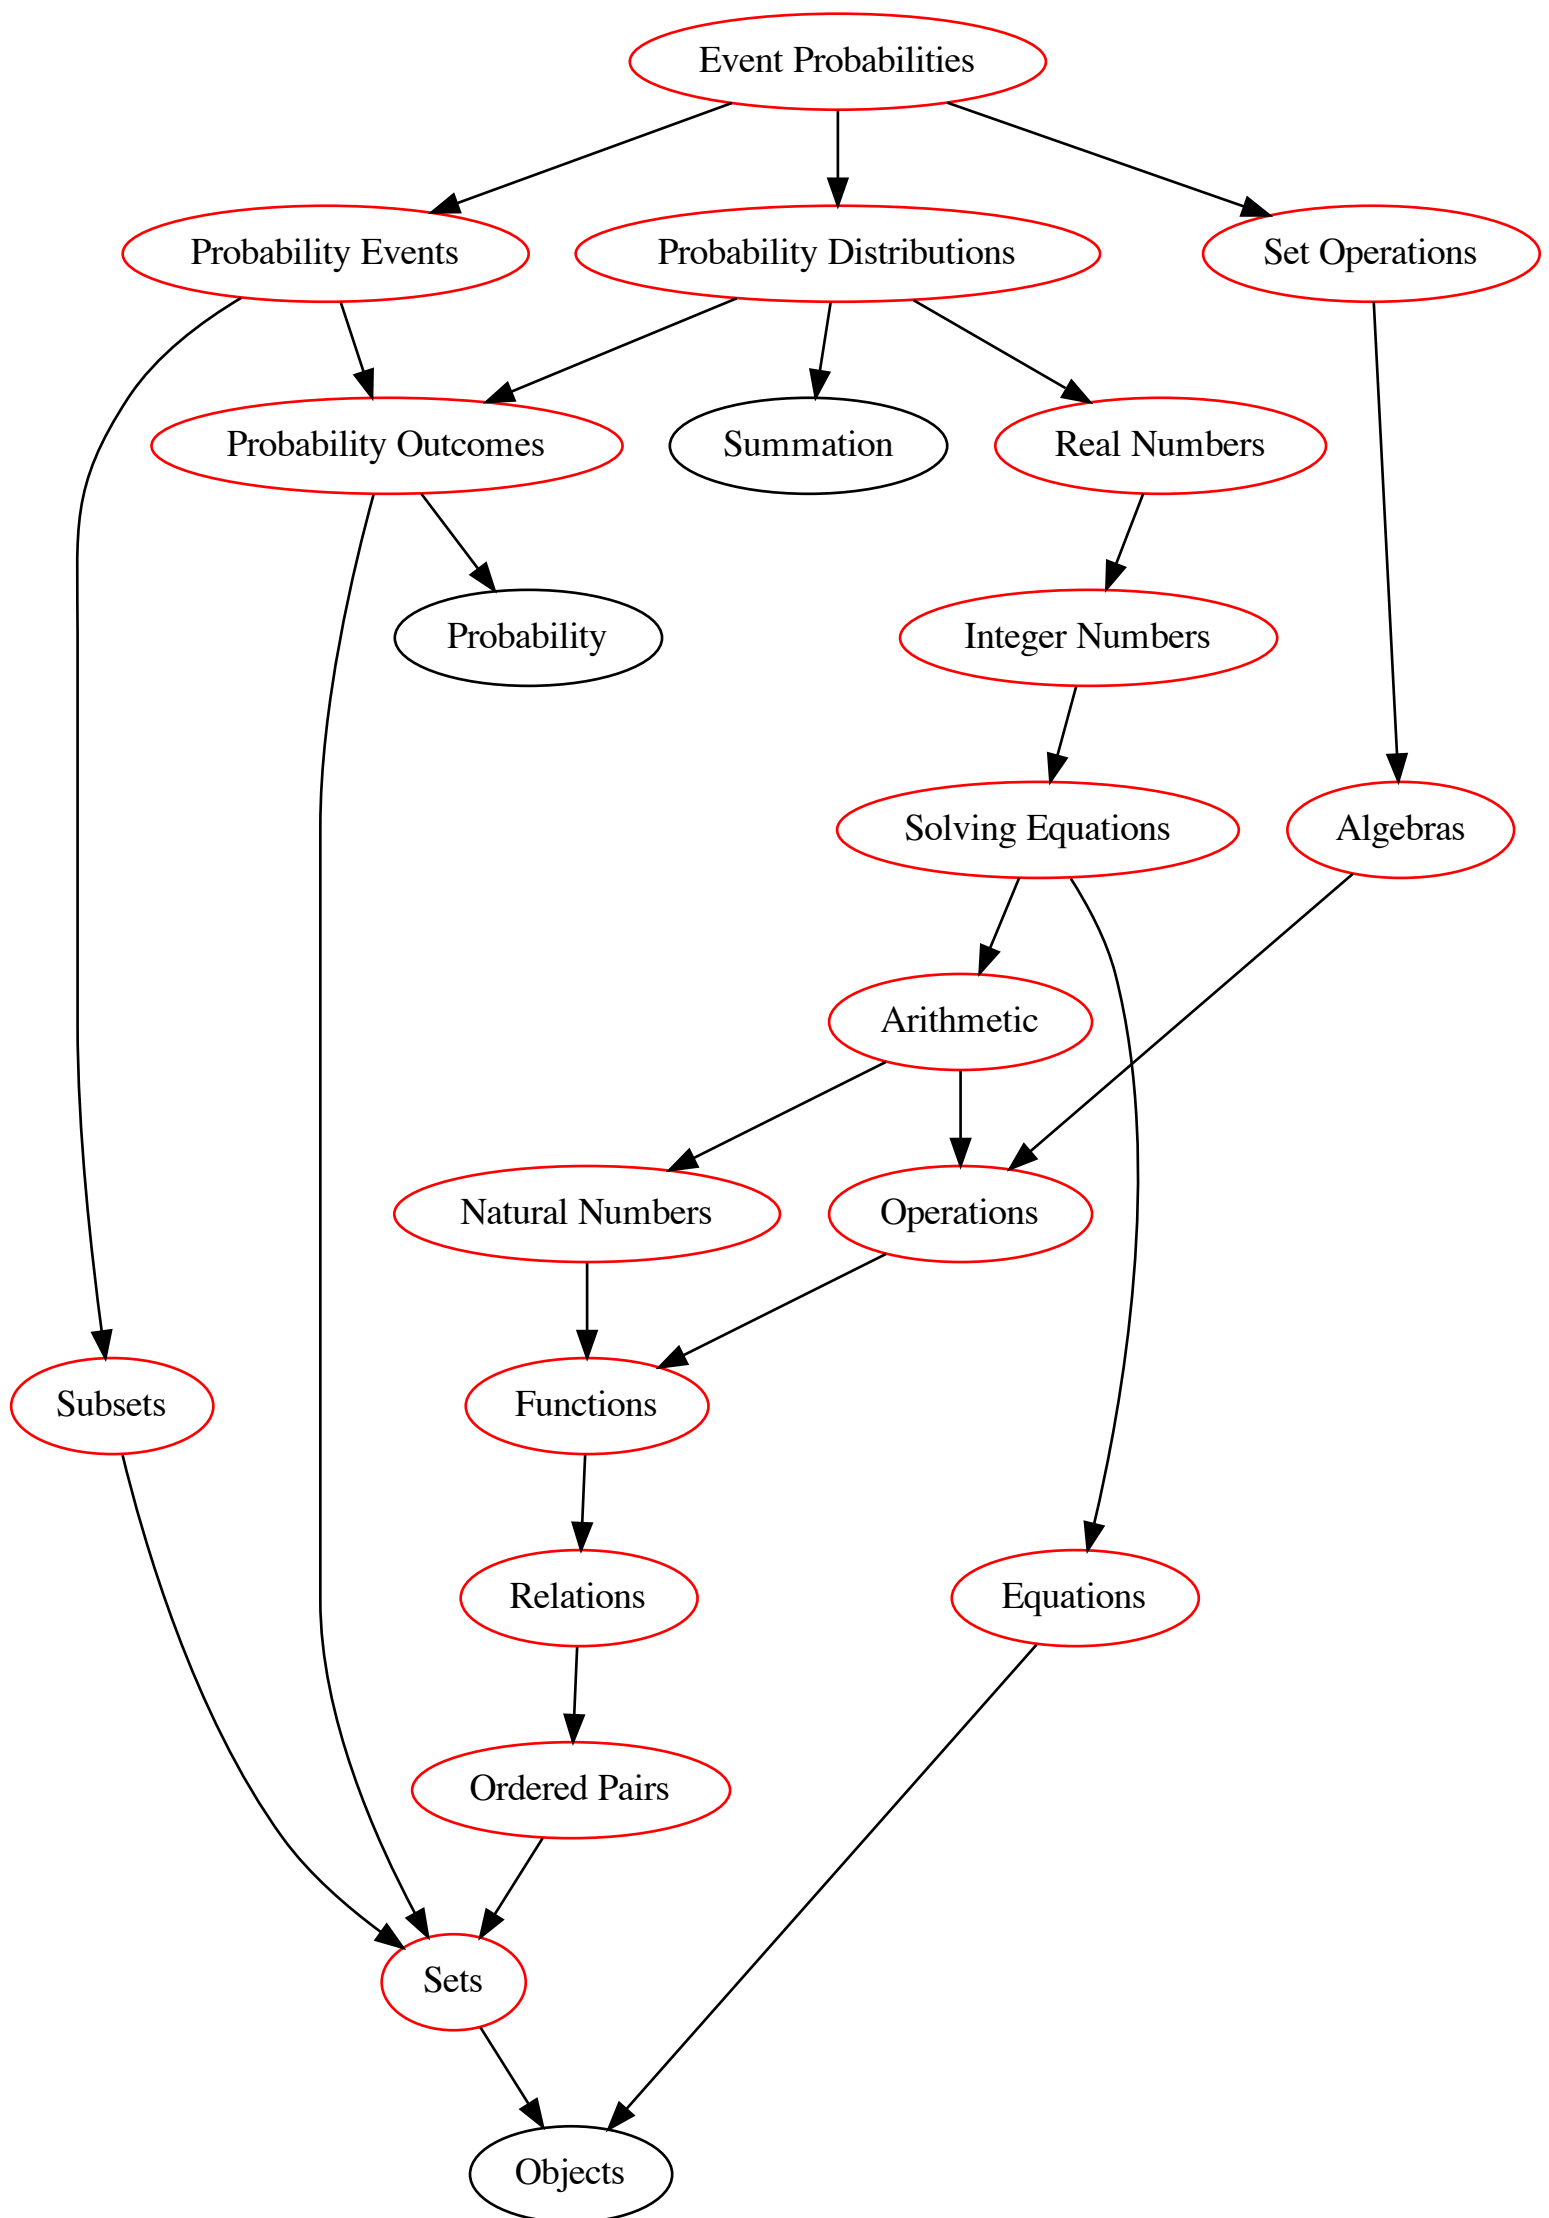 Event Probabilities
Probability Events
Probability Distributions
Set Operations
Probability Outcomes
Summation
Real Numbers
Probability
Integer Numbers
Solving Equations
Algebras
Arithmetic
Natural Numbers
Operations
Subsets
Functions
Relations
Equations
Ordered Pairs
Sets
Objects